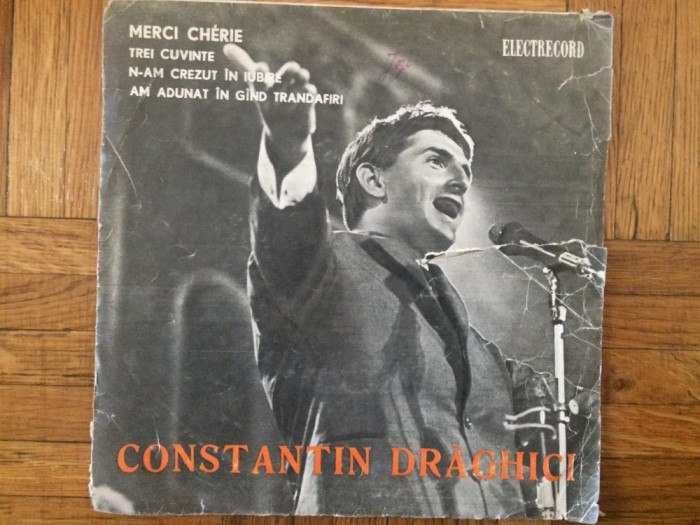 MERCI CHÉRIE
TREI CUVINTE
N-AM CREZUT ÎN IUBIRE
AM ADUNAT ÎN GÎND TRANDAFIRI
ELECTRECORD
CONSTANTIN DRĂGHICI